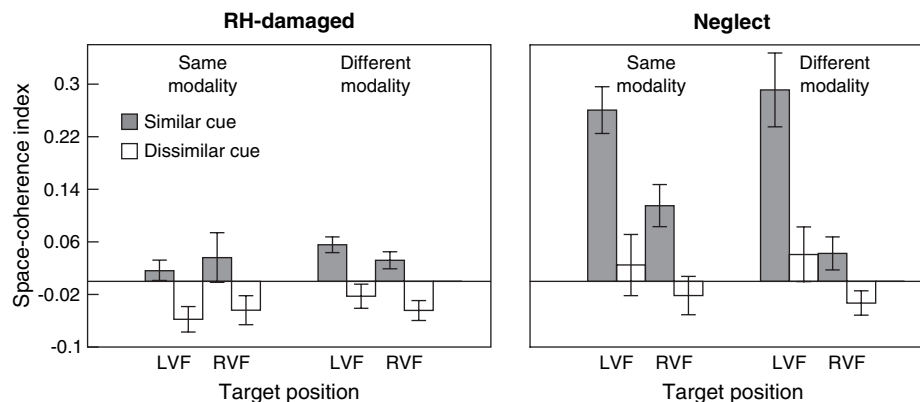 RH-damaged
Neglect
Space-coherence index
0.3
0.22
0.14
0.06
-0.02
-0.1
Same
modality
Different
modality
Similar cue
Dissimilar cue
LVF RVF LVF RVF
Target position
Same
modality
Different
modality
LVF RVF LVF RVF
Target position